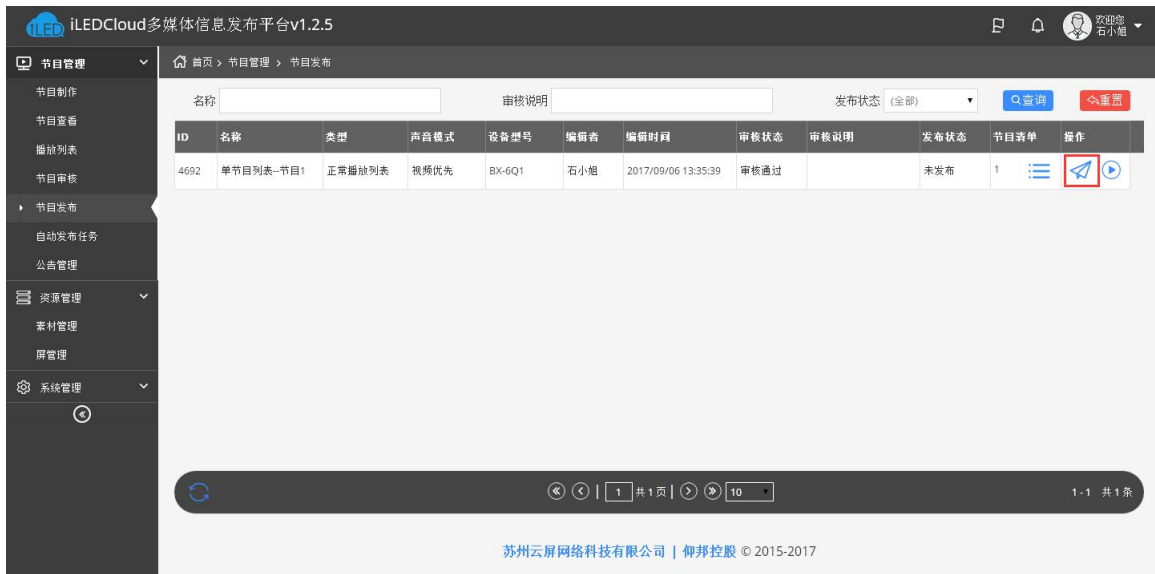 iLED iLEDCloud多媒体信息发布平台v1.2.5 欢迎您 石小姐
节目管理 首页 > 节目管理 > 节目发布
节目制作
节目查看
播放列表
节目审核
节目发布
自动发布任务
公告管理
资源管理
素材管理
屏管理
系统管理
名称 审核说明 发布状态 (全部) 查询 重置
ID 名称 类型 声音模式 设备型号 编辑者 编辑时间 审核状态 审核说明 发布状态 节目清单 操作
4692 单节目列表--节目1 正常播放列表 视频优先 BX-6Q1 石小姐 2017/09/06 13:35:39 审核通过 未发布 1
1 共1页 10 1-1 共1条
苏州云屏网络科技有限公司 | 仰邦控股 © 2015-2017